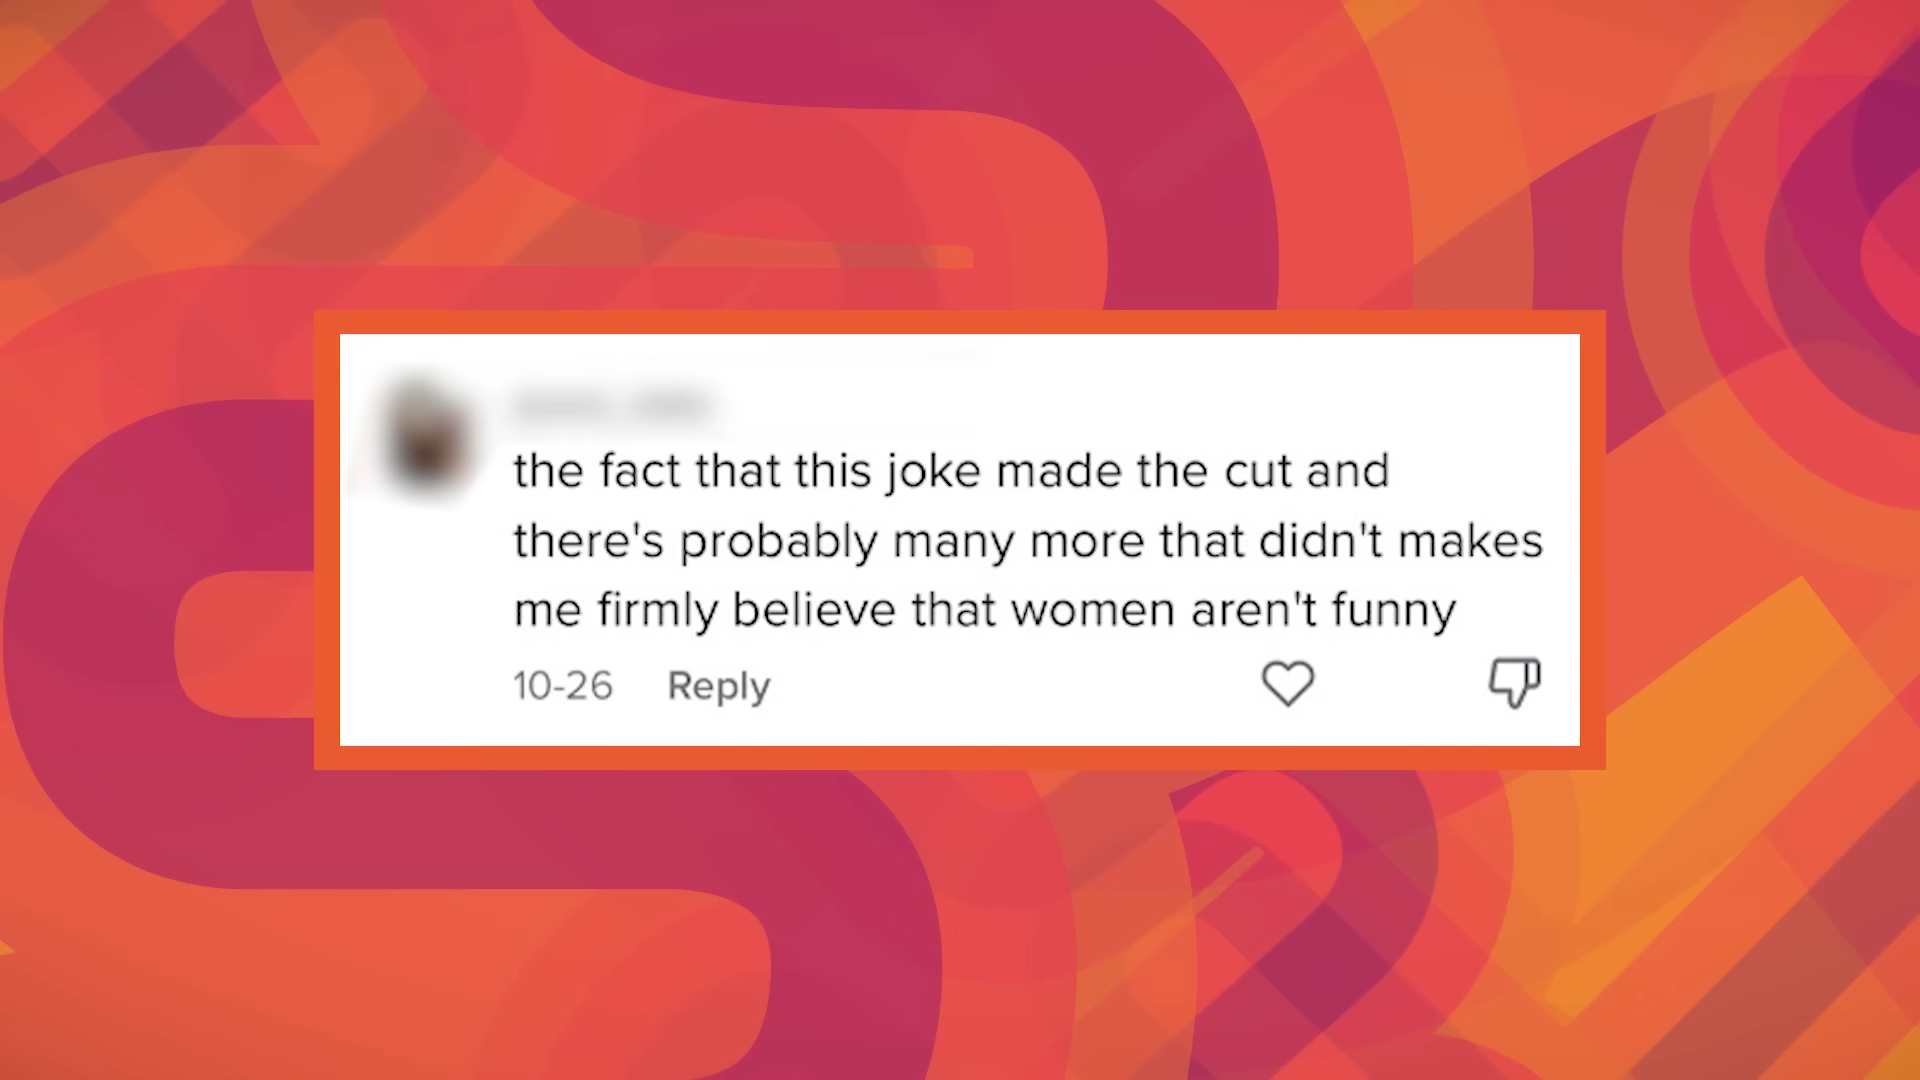 the fact that this joke made the cut and
there's probably many more that didn't makes
me firmly believe that women aren't funny
10-26 Reply